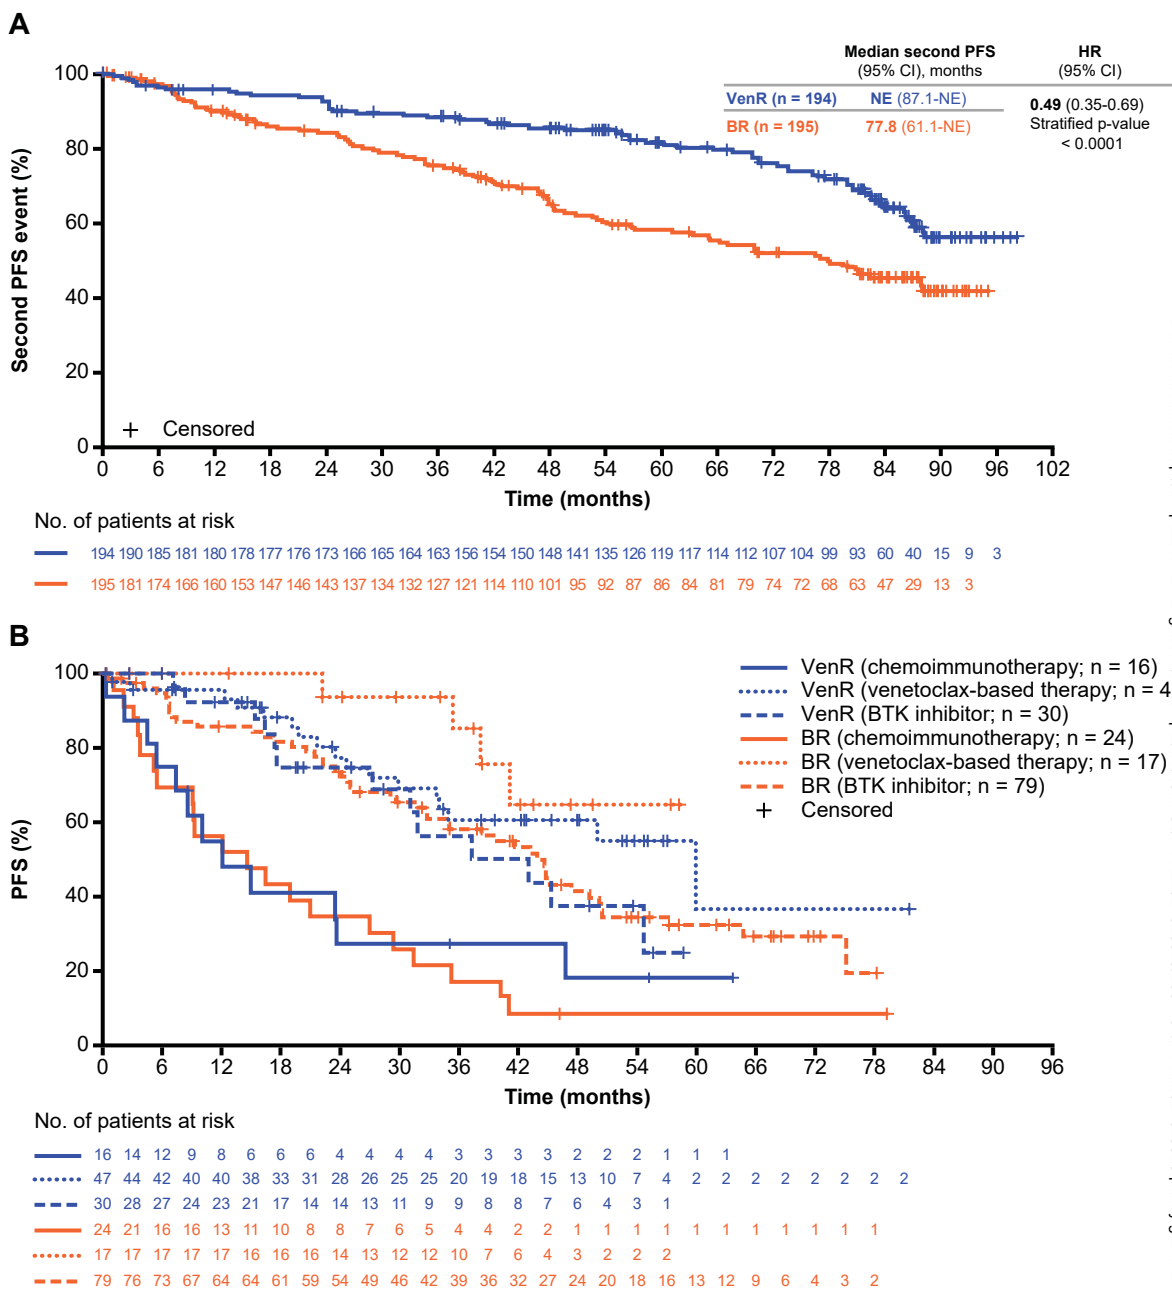 A
Median second PFS
(95% CI), months
HR
(95% CI)
VenR (n = 194) NE (87.1-NE)
BR (n = 195) 77.8 (61.1-NE)
0.49 (0.35-0.69)
Stratified p-value
< 0.0001
Second PFS event (%)
100
80
60
40
20
0
+ Censored
0 6 12 18 24 30 36 42 48 54 60 66 72 78 84 90 96 102
Time (months)
No. of patients at risk
194 190 185 181 180 178 177 176 173 166 165 164 163 156 154 150 148 141 135 126 119 117 114 112 107 104 99 93 60 40 15 9 3
195 181 174 166 160 153 147 146 143 137 134 132 127 121 114 110 101 95 92 87 86 84 81 79 74 72 68 63 47 29 13 3
B
VenR (chemoimmunotherapy; n = 16)
VenR (venetoclax-based therapy; n = 4
VenR (BTK inhibitor; n = 30)
BR (chemoimmunotherapy; n = 24)
BR (venetoclax-based therapy; n = 17)
BR (BTK inhibitor; n = 79)
+ Censored
PFS (%)
100
80
60
40
20
0
0 6 12 18 24 30 36 42 48 54 60 66 72 78 84 90 96
Time (months)
No. of patients at risk
16 14 12 9 8 6 6 6 4 4 4 4 3 3 3 3 2 2 2 1 1 1
47 44 42 40 40 38 33 31 28 26 25 25 20 19 18 15 13 10 7 4 2 2 2 2 2 2 2 2
30 28 27 24 23 21 17 14 14 13 11 9 9 8 8 7 6 4 3 1
24 21 16 16 13 11 10 8 8 7 6 5 4 4 2 2 1 1 1 1 1 1 1 1 1 1 1
17 17 17 17 17 16 16 16 14 13 12 12 10 7 6 4 3 2 2 2
79 76 73 67 64 64 61 59 54 49 46 42 39 36 32 27 24 20 18 16 13 12 9 6 4 3 2